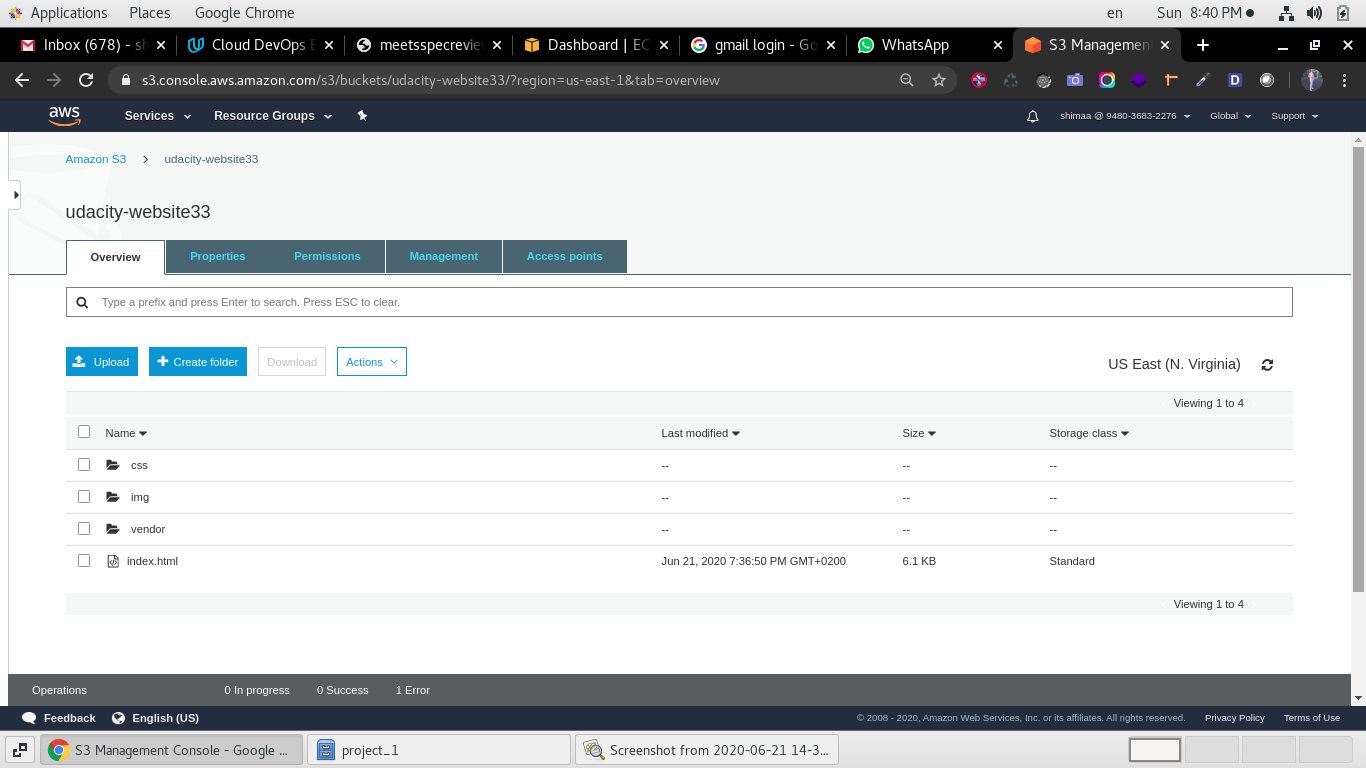 Applications Places Google Chrome en Sun 8:40 PM
Inbox (678) - sh Cloud DevOps E meetsspecreview Dashboard | EC gmail login - Go WhatsApp S3 Management
s3.console.aws.amazon.com/s3/buckets/udacity-website33/?region=us-east-1&tab=overview
aws Services Resource Groups shimaa @ 9480-3683-2276 Global Support
Amazon S3 udacity-website33
udacity-website33
Overview Properties Permissions Management Access points
Type a prefix and press Enter to search. Press ESC to clear.
Upload Create folder Download Actions US East (N. Virginia)
Viewing 1 to 4
Name Last modified Size Storage class
css -- -- --
img -- -- --
vendor -- -- --
index.html Jun 21, 2020 7:36:50 PM GMT+0200 6.1 KB Standard
Viewing 1 to 4
Operations 0 In progress 0 Success 1 Error
Feedback English (US) © 2008 - 2020, Amazon Web Services, Inc. or its affiliates. All rights reserved. Privacy Policy Terms of Use
S3 Management Console - Google ... project_1 Screenshot from 2020-06-21 14-3...